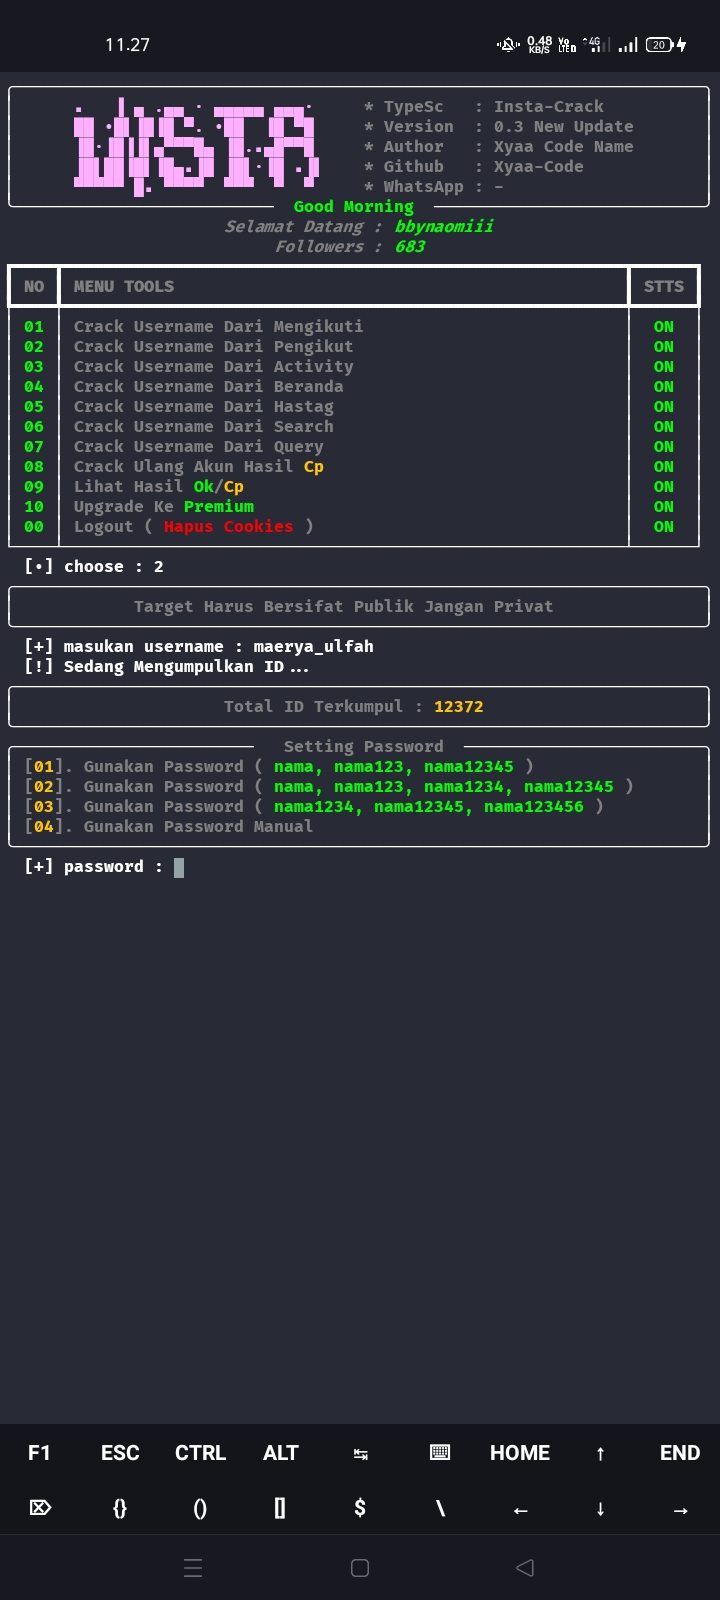 11.27 0.48 KB/S Vo LTE 4G 20
INSTA
* TypeSc : Insta-Crack
* Version : 0.3 New Update
* Author : Xyaa Code Name
* Github : Xyaa-Code
* WhatsApp : -
Good Morning
Selamat Datang : bbynaomiii
Followers : 683
NO MENU TOOLS STTS
01 Crack Username Dari Mengikuti ON
02 Crack Username Dari Pengikut ON
03 Crack Username Dari Activity ON
04 Crack Username Dari Beranda ON
05 Crack Username Dari Hastag ON
06 Crack Username Dari Search ON
07 Crack Username Dari Query ON
08 Crack Ulang Akun Hasil Cp ON
09 Lihat Hasil Ok/Cp ON
10 Upgrade Ke Premium ON
00 Logout ( Hapus Cookies ) ON
[•] choose : 2
Target Harus Bersifat Publik Jangan Privat
[+] masukan username : maerya_ulfah
[!] Sedang Mengumpulkan ID...
Total ID Terkumpul : 12372
Setting Password
[01]. Gunakan Password ( nama, nama123, nama12345 )
[02]. Gunakan Password ( nama, nama123, nama1234, nama12345 )
[03]. Gunakan Password ( nama1234, nama12345, nama123456 )
[04]. Gunakan Password Manual
[+] password :
F1 ESC CTRL ALT ↹ ⌨ HOME ↑ END
⌦ {} () [] $ \ ← ↓ →